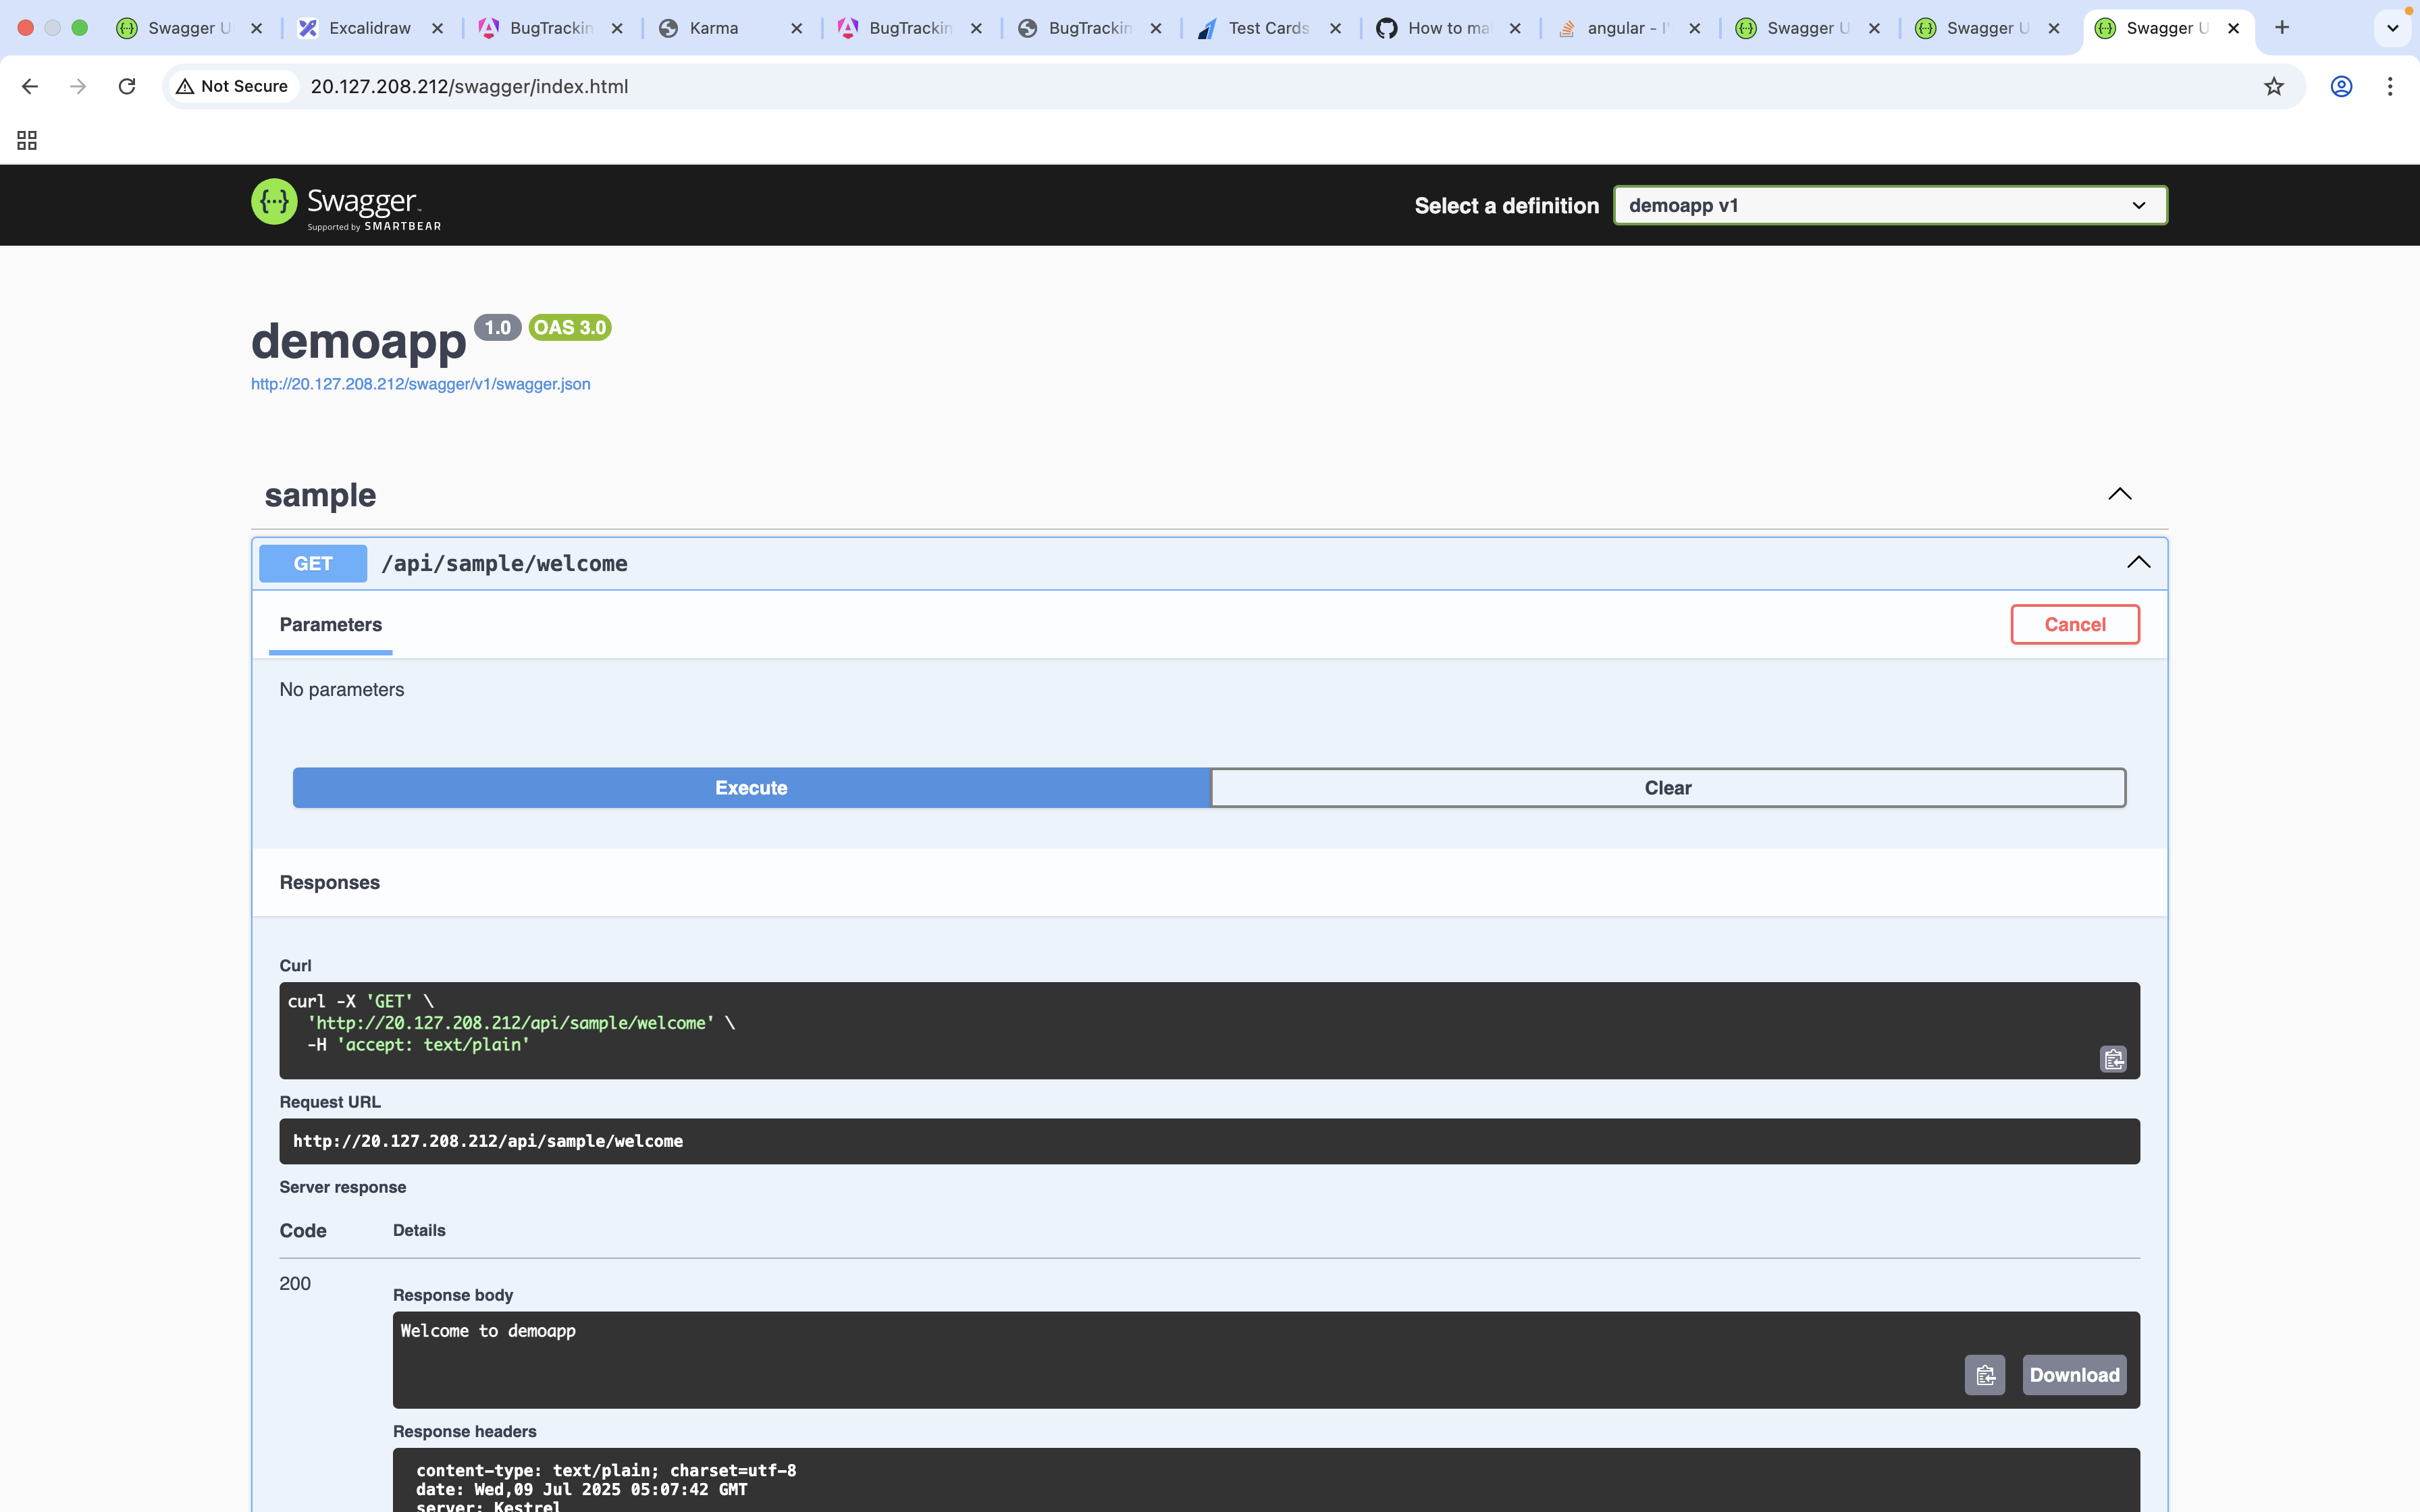 Swagger U
Excalidraw
BugTrackin
Karma
BugTrackin
BugTrackin
Test Cards
How to ma
angular - I'
Swagger U
Swagger U
Swagger U
Not Secure
20.127.208.212/swagger/index.html
Swagger
Supported by SMARTBEAR
Select a definition
demoapp v1
demoapp 1.0 OAS 3.0
http://20.127.208.212/swagger/v1/swagger.json
sample
GET /api/sample/welcome
Parameters
Cancel
No parameters
Execute
Clear
Responses
Curl
curl -X 'GET' \
'http://20.127.208.212/api/sample/welcome' \
-H 'accept: text/plain'
Request URL
http://20.127.208.212/api/sample/welcome
Server response
Code Details
200
Response body
Welcome to demoapp
Download
Response headers
content-type: text/plain; charset=utf-8
date: Wed,09 Jul 2025 05:07:42 GMT
server: Kestrel